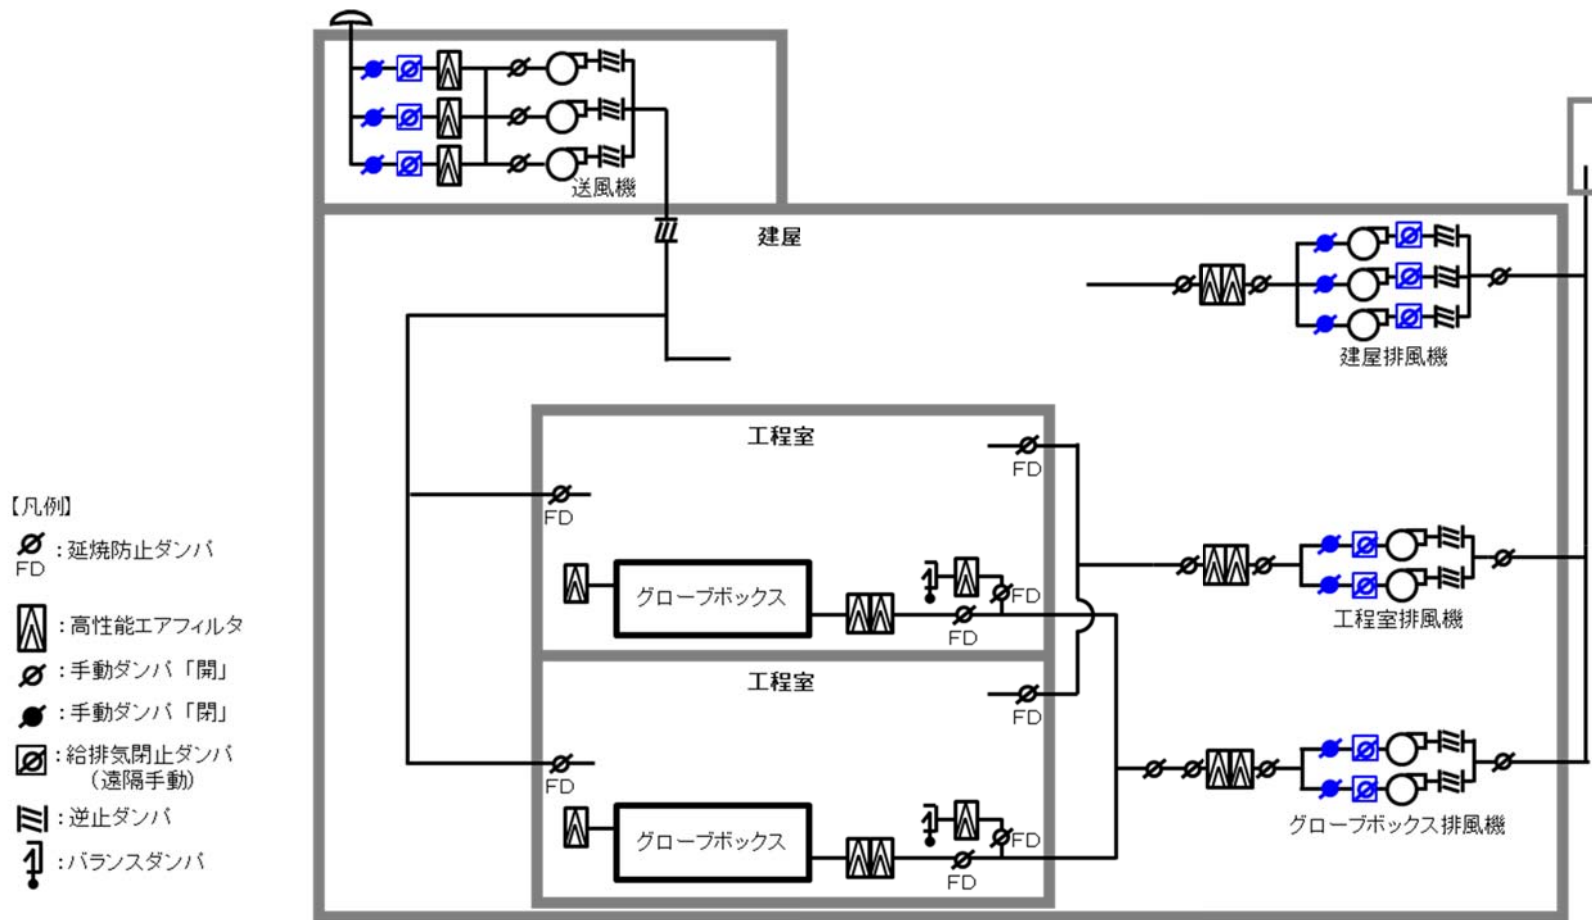 送風機
建屋
建屋排風機
工程室
FD
FD
グローブボックス
FD
FD
工程室排風機
工程室
FD
FD
グローブボックス
FD
FD
グローブボックス排風機
【凡例】
FD
：延焼防止ダンパ
：高性能エアフィルタ
：手動ダンパ「開」
：手動ダンパ「閉」
：給排気閉止ダンパ
（遠隔手動）
：逆止ダンパ
：バランスダンパ